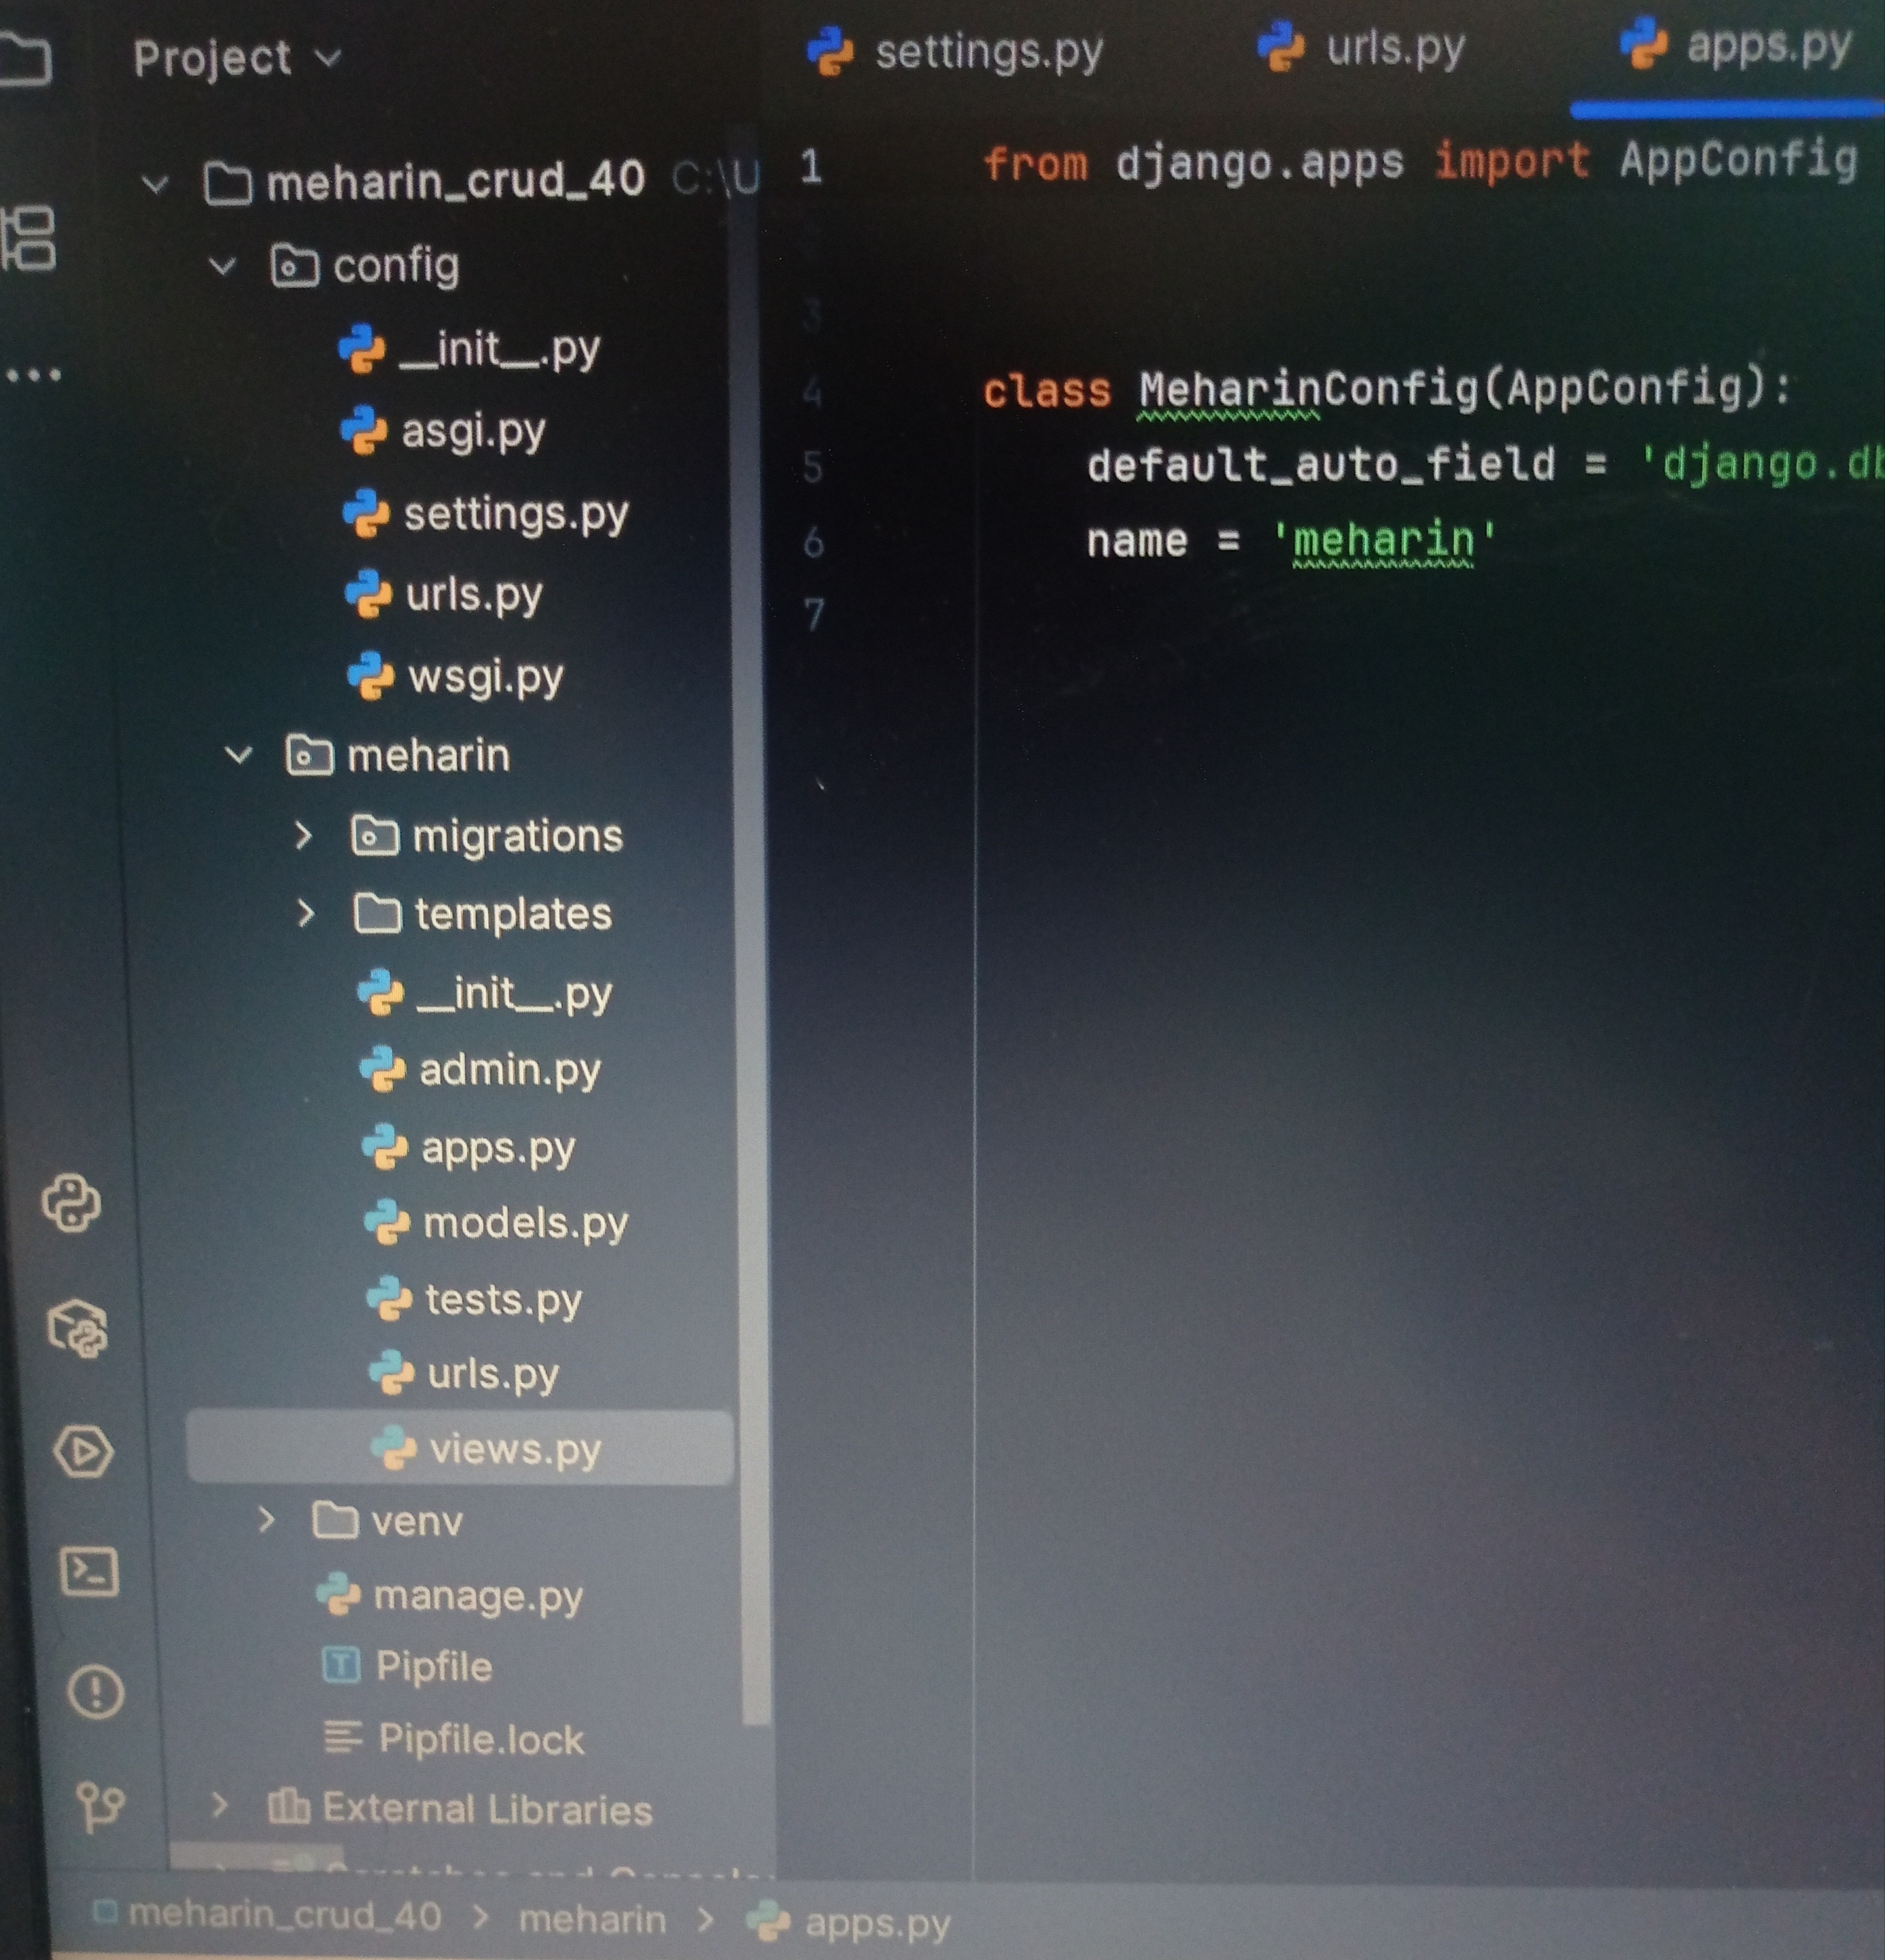 Project
settings.py
urls.py
apps.py
meharin_crud_40 C:\U
config
__init__.py
asgi.py
settings.py
urls.py
wsgi.py
meharin
migrations
templates
__init__.py
admin.py
apps.py
models.py
tests.py
urls.py
views.py
venv
manage.py
Pipfile
Pipfile.lock
External Libraries
1 from django.apps import AppConfig
3
4 class MeharinConfig(AppConfig):
5 default_auto_field = 'django.db
6 name = 'meharin'
7
meharin_crud_40 > meharin > apps.py